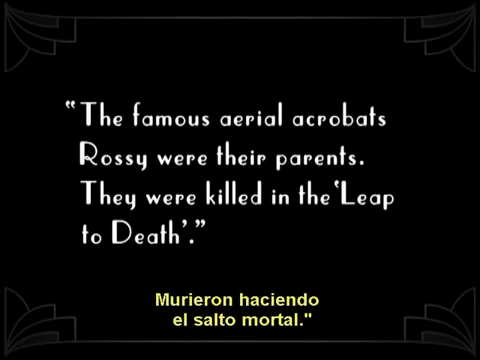 “The famous aerial acrobats
Rossy were their parents.
They were killed in the ‘Leap
to Death’.”
Murieron haciendo
el salto mortal."